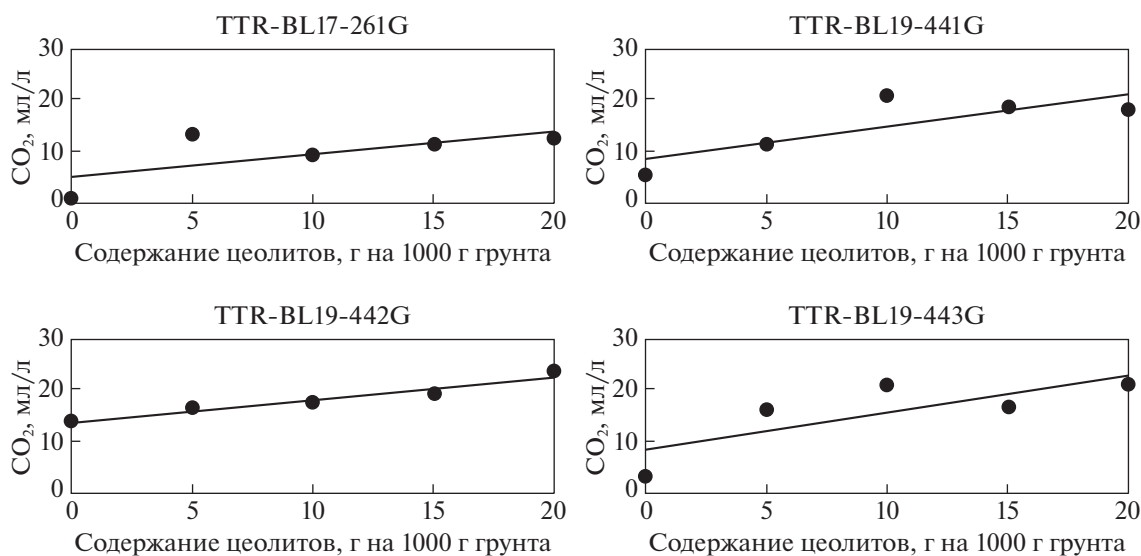 TTR-BL17-261G
30
20
10
0
CO₂, мл/л
0 5 10 15 20
Содержание цеолитов, г на 1000 г грунта
TTR-BL19-441G
30
20
10
0
CO₂, мл/л
0 5 10 15 20
Содержание цеолитов, г на 1000 г грунта
TTR-BL19-442G
30
20
10
0
CO₂, мл/л
0 5 10 15 20
Содержание цеолитов, г на 1000 г грунта
TTR-BL19-443G
30
20
10
0
CO₂, мл/л
0 5 10 15 20
Содержание цеолитов, г на 1000 г грунта